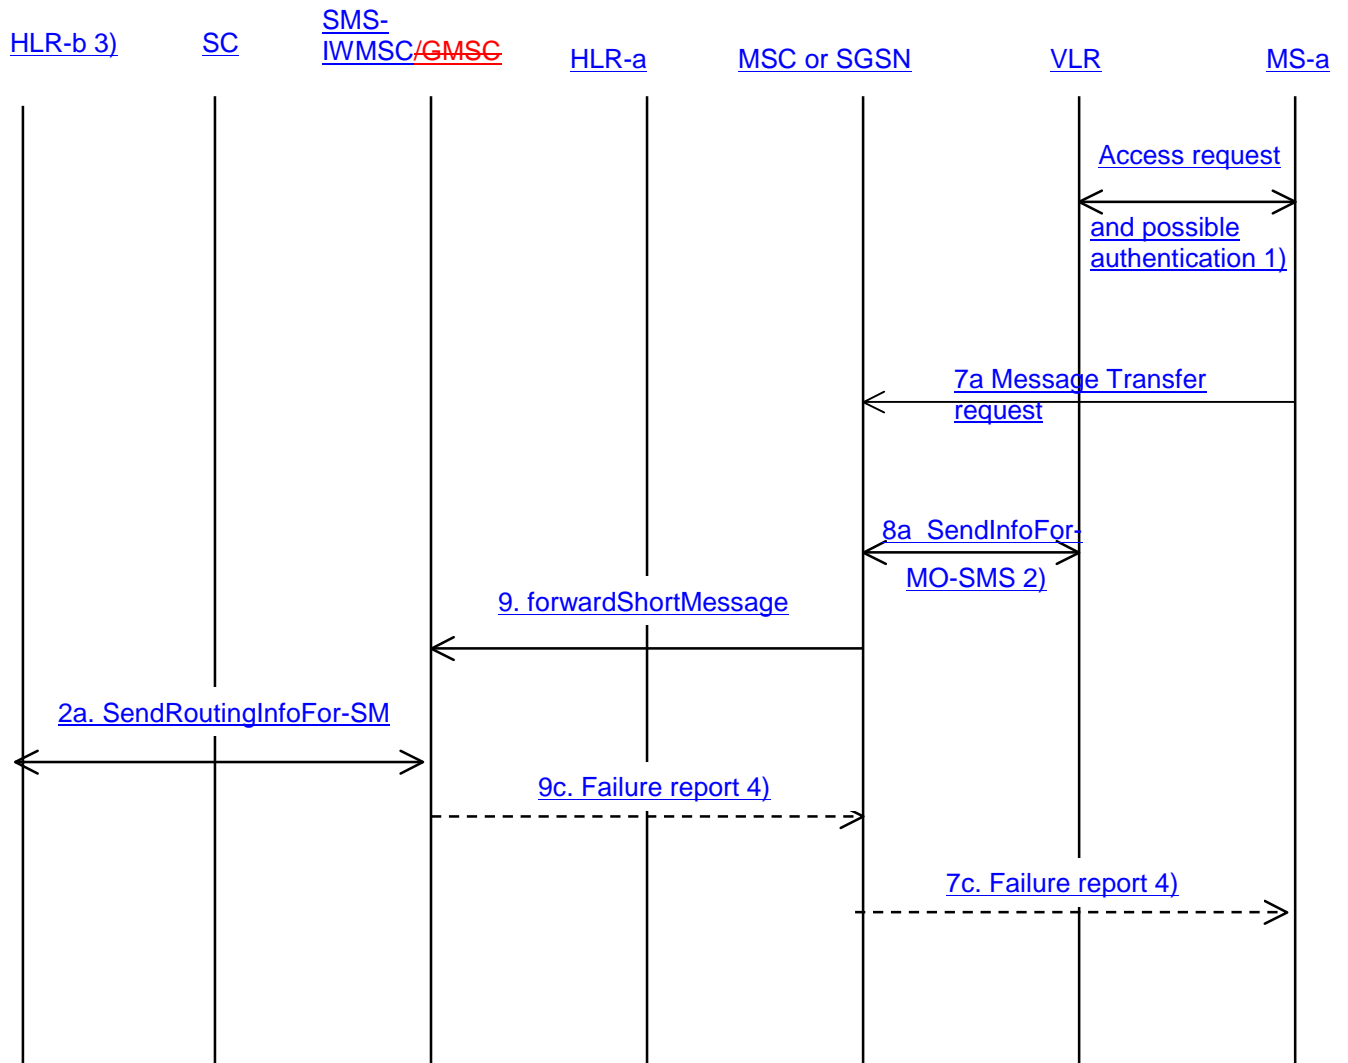 HLR-b 3)
SC
SMS-
IWMSC/GMSC
HLR-a
MSC or SGSN
VLR
MS-a
Access request
and possible
authentication 1)
7a Message Transfer
request
8a  SendInfoFor-
MO-SMS 2)
9. forwardShortMessage
2a. SendRoutingInfoFor-SM
9c. Failure report 4)
7c. Failure report 4)